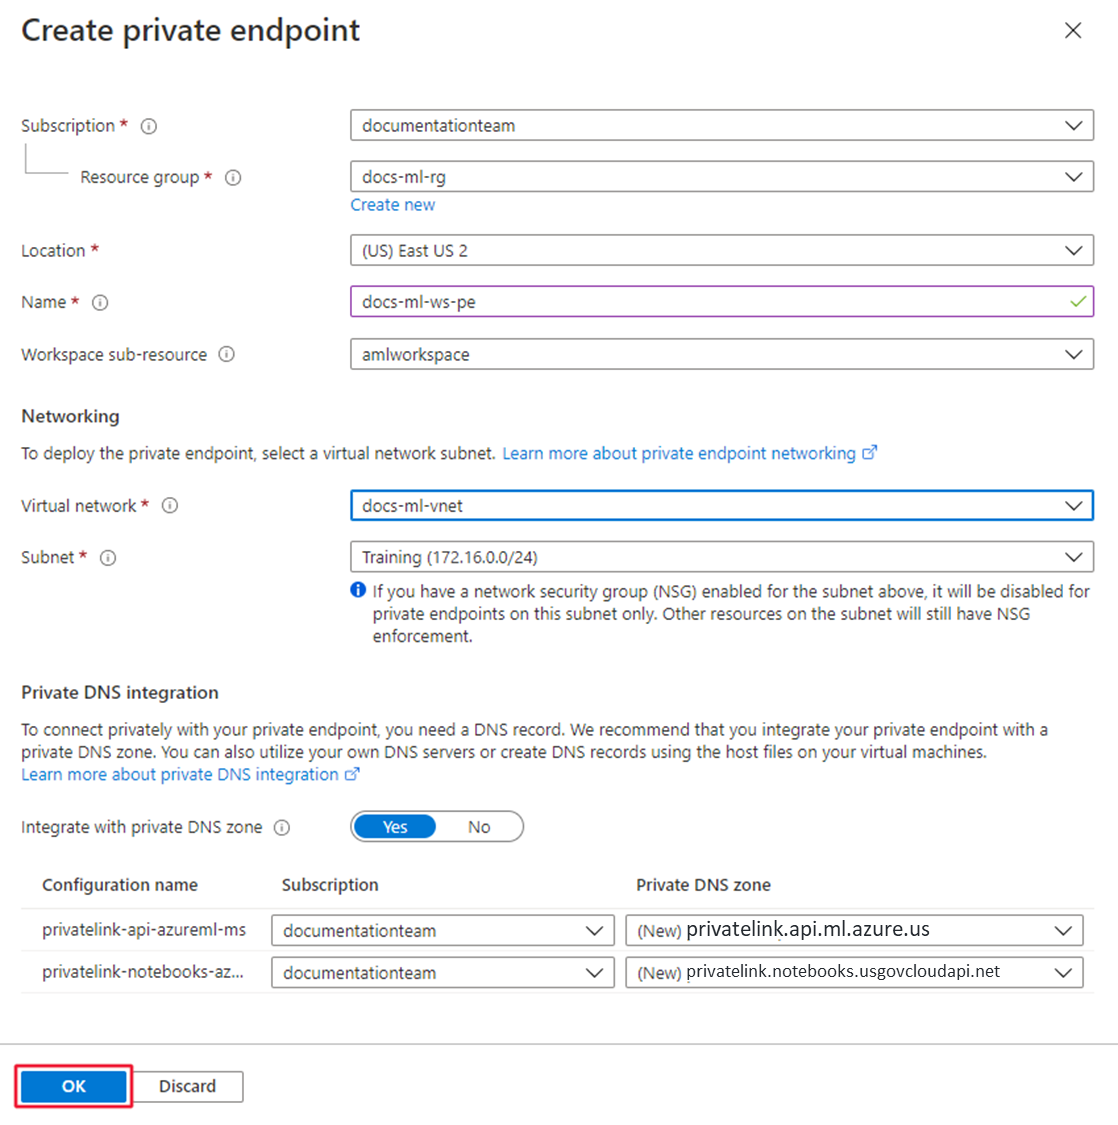 Create private endpoint
Subscription *
documentationteam
Resource group *
docs-ml-rg
Create new
Location *
(US) East US 2
Name *
docs-ml-ws-pe
Workspace sub-resource
amlworkspace
Networking
To deploy the private endpoint, select a virtual network subnet. Learn more about private endpoint networking
Virtual network *
docs-ml-vnet
Subnet *
Training (172.16.0.0/24)
If you have a network security group (NSG) enabled for the subnet above, it will be disabled for
private endpoints on this subnet only. Other resources on the subnet will still have NSG
enforcement.
Private DNS integration
To connect privately with your private endpoint, you need a DNS record. We recommend that you integrate your private endpoint with a
private DNS zone. You can also utilize your own DNS servers or create DNS records using the host files on your virtual machines.
Learn more about private DNS integration
Integrate with private DNS zone
Yes No
Configuration name Subscription Private DNS zone
privatelink-api-azureml-ms documentationteam (New) privatelink.api.ml.azure.us
privatelink-notebooks-az... documentationteam (New) privatelink.notebooks.usgovcloudapi.net
OK Discard